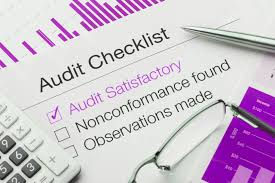 Audit Checklist
Audit Satisfactory
Nonconformance found
Observations made